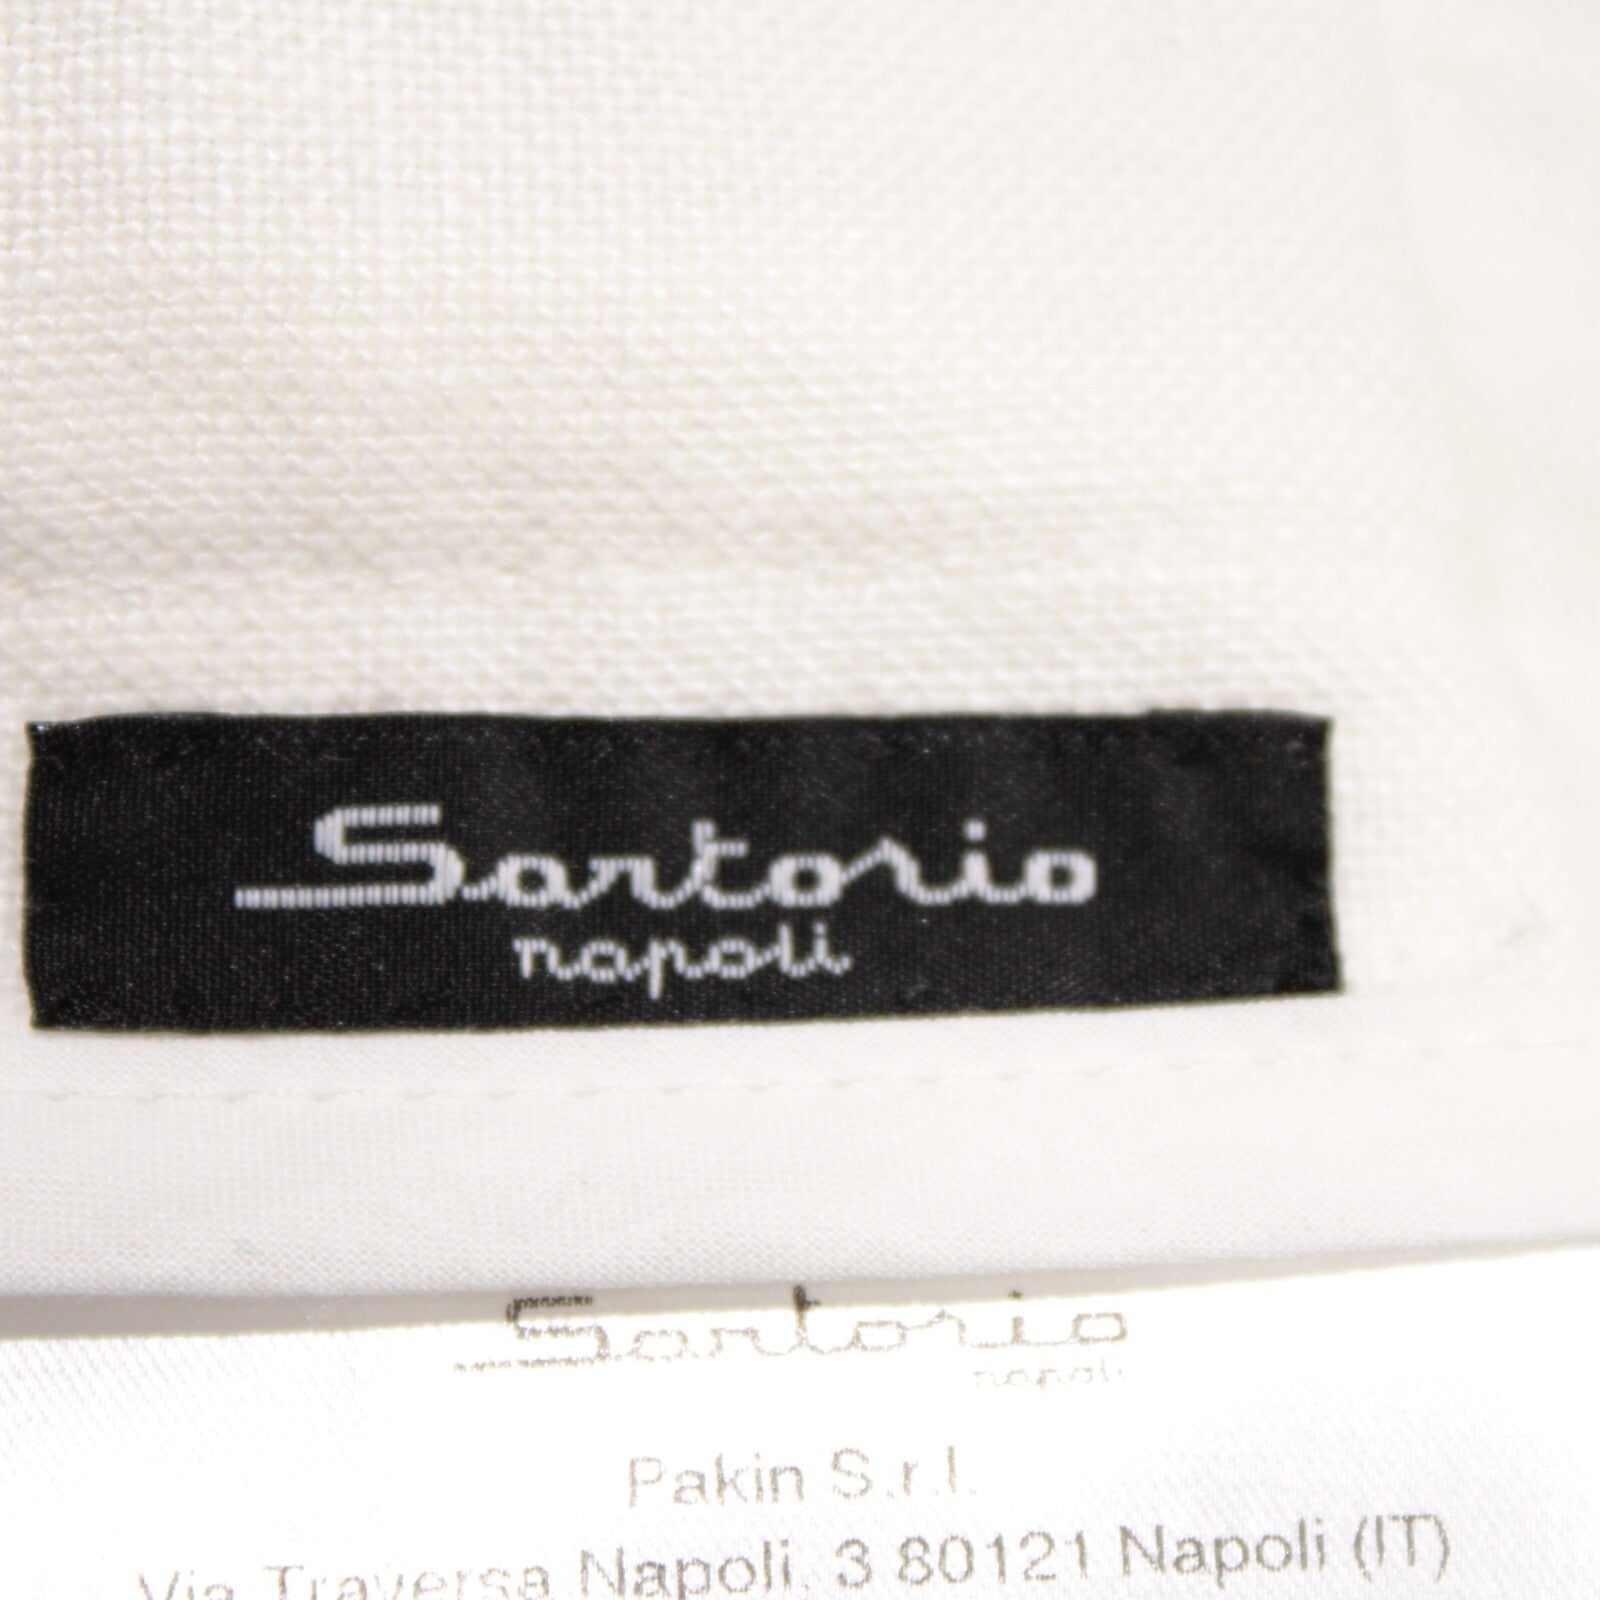 Sartorio
napoli
Sartorio
napoli
Pakin S.r.l.
Via Traversa Napoli, 3 80121 Napoli (IT)